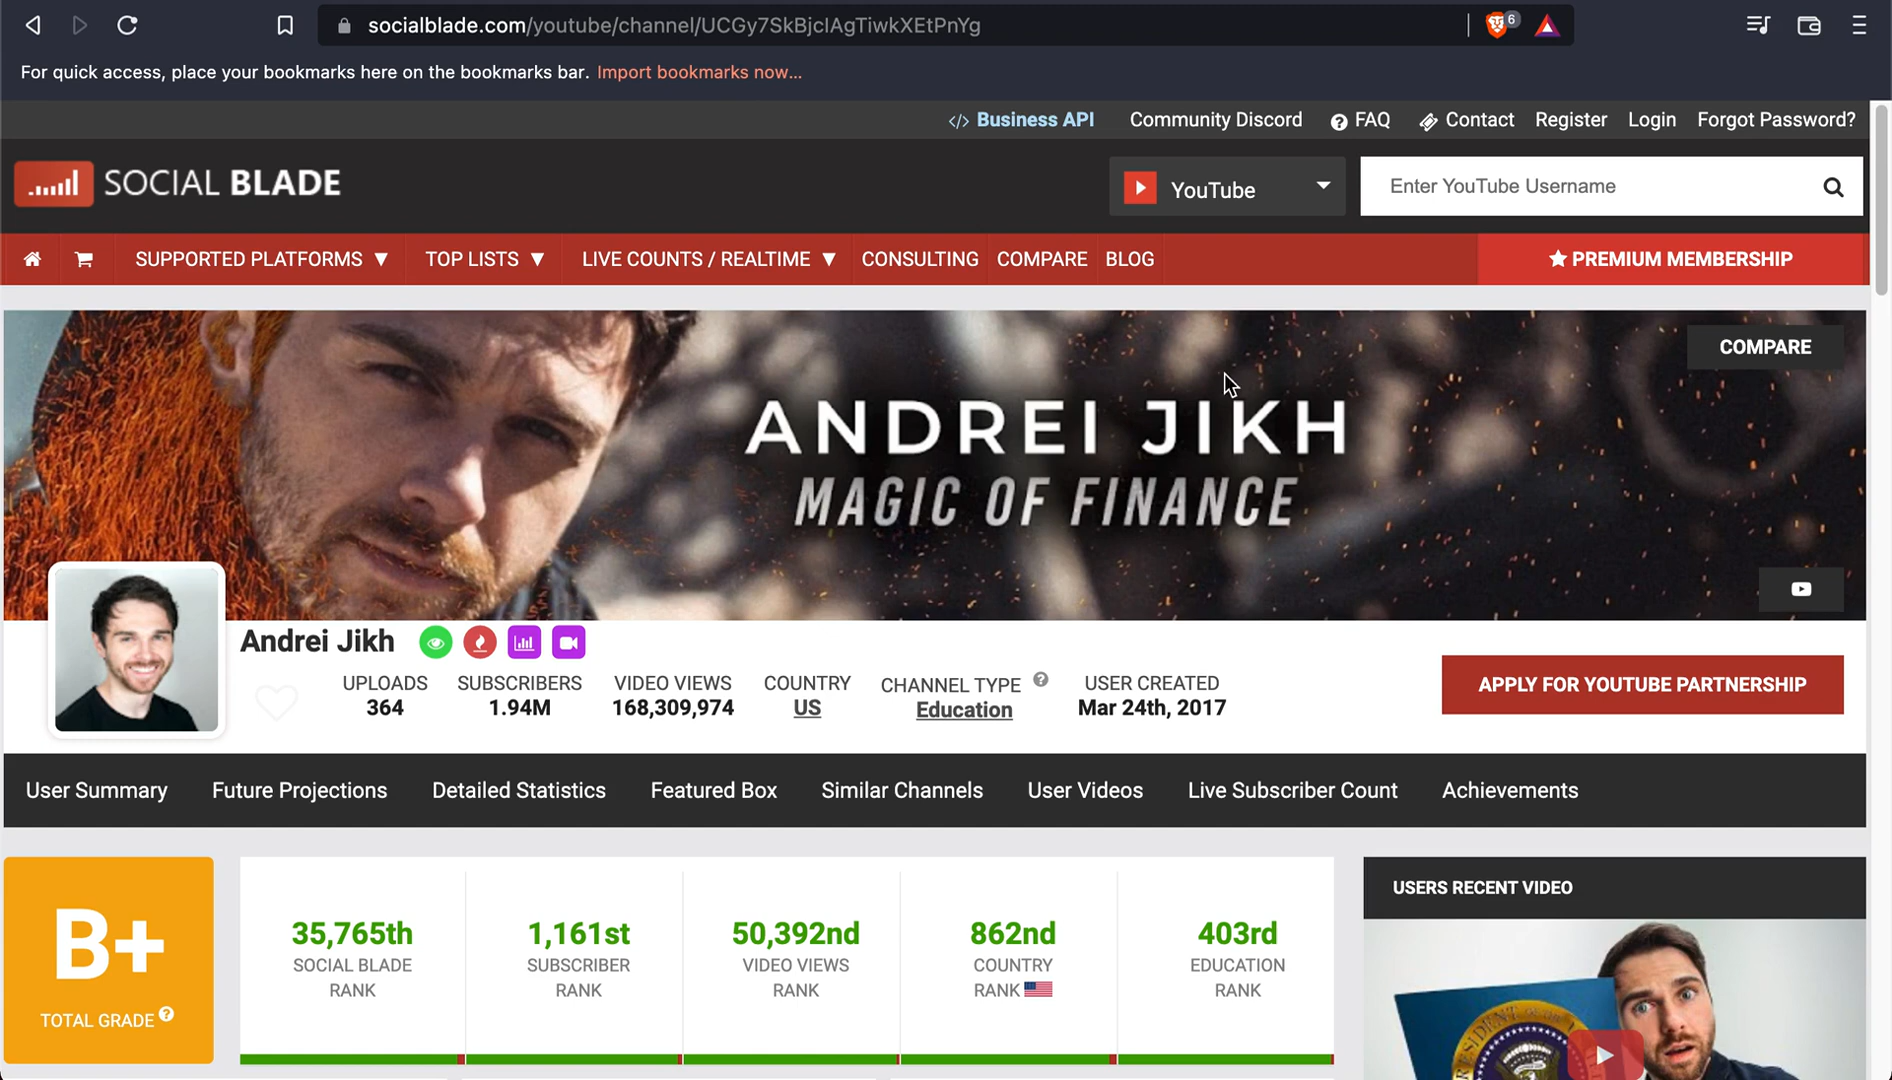 socialblade.com/youtube/channel/UCGy7SkBjcIAgTiwkXEtPnYg
6
For quick access, place your bookmarks here on the bookmarks bar. Import bookmarks now...
</> Business API Community Discord ? FAQ Contact Register Login Forgot Password?
SOCIAL BLADE
YouTube
Enter YouTube Username
SUPPORTED PLATFORMS ▼ TOP LISTS ▼ LIVE COUNTS / REALTIME ▼ CONSULTING COMPARE BLOG ★ PREMIUM MEMBERSHIP
COMPARE
ANDREI JIKH
MAGIC OF FINANCE
Andrei Jikh
UPLOADS SUBSCRIBERS VIDEO VIEWS COUNTRY CHANNEL TYPE ? USER CREATED
364 1.94M 168,309,974 US Education Mar 24th, 2017
APPLY FOR YOUTUBE PARTNERSHIP
User Summary Future Projections Detailed Statistics Featured Box Similar Channels User Videos Live Subscriber Count Achievements
B+
TOTAL GRADE ?
35,765th
SOCIAL BLADE
RANK
1,161st
SUBSCRIBER
RANK
50,392nd
VIDEO VIEWS
RANK
862nd
COUNTRY
RANK
403rd
EDUCATION
RANK
USERS RECENT VIDEO